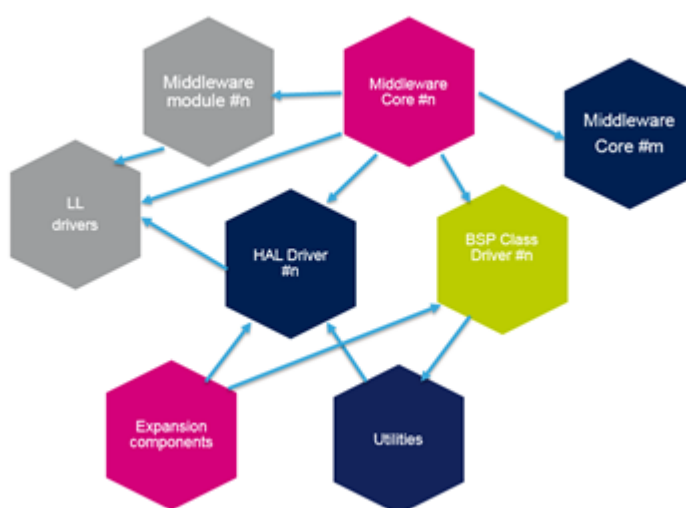 Middleware
module #n
Middleware
Core #n
Middleware
Core #m
LL
drivers
HAL Driver
#n
BSP Class
Driver #n
Expansion
components
Utilities